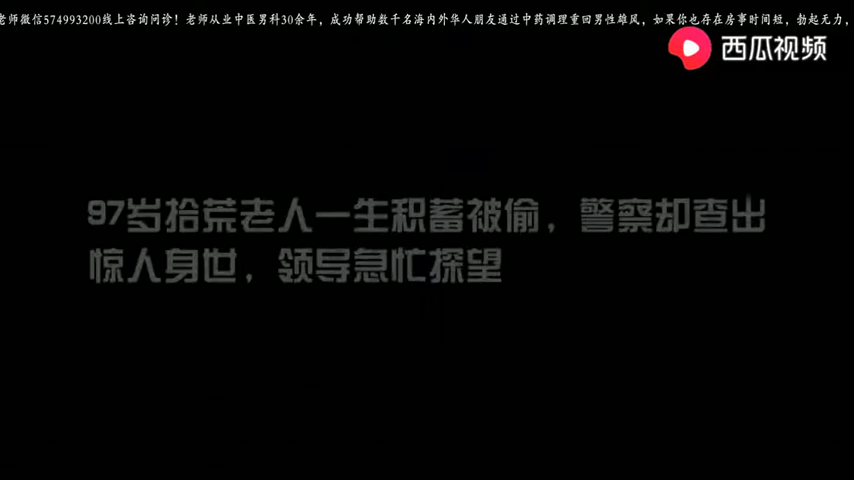 老师微信574993200线上咨询问诊！老师从业中医男科30余年，成功帮助数千名海内外华人朋友通过中药调理重回男性雄风，如果你也存在房事时间短，勃起无力，
西瓜视频
97岁拾荒老人一生积蓄被偷，警察却查出
惊人身世，领导急忙探望